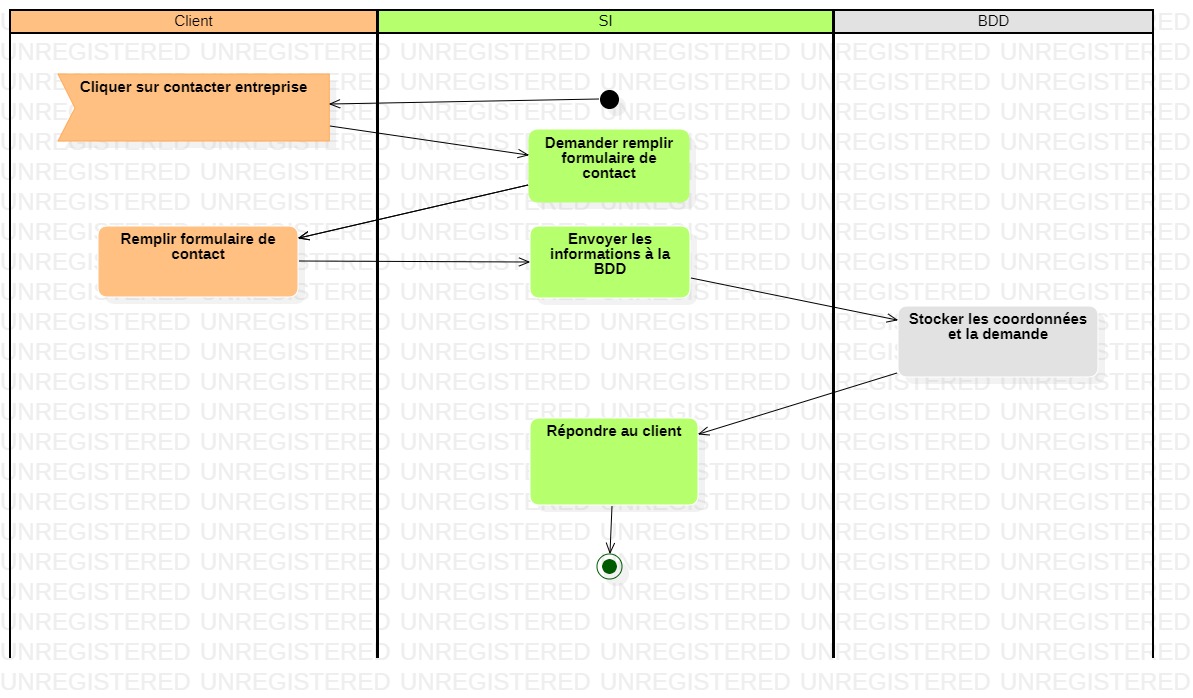 Client
SI
BDD
Cliquer sur contacter entreprise
Demander remplir
formulaire de
contact
Remplir formulaire de
contact
Envoyer les
informations à la
BDD
Stocker les coordonnées
et la demande
Répondre au client
UNREGISTERED UNREGISTERED UNREGISTERED UNREGISTERED UNREGISTERED UNREGISTERED